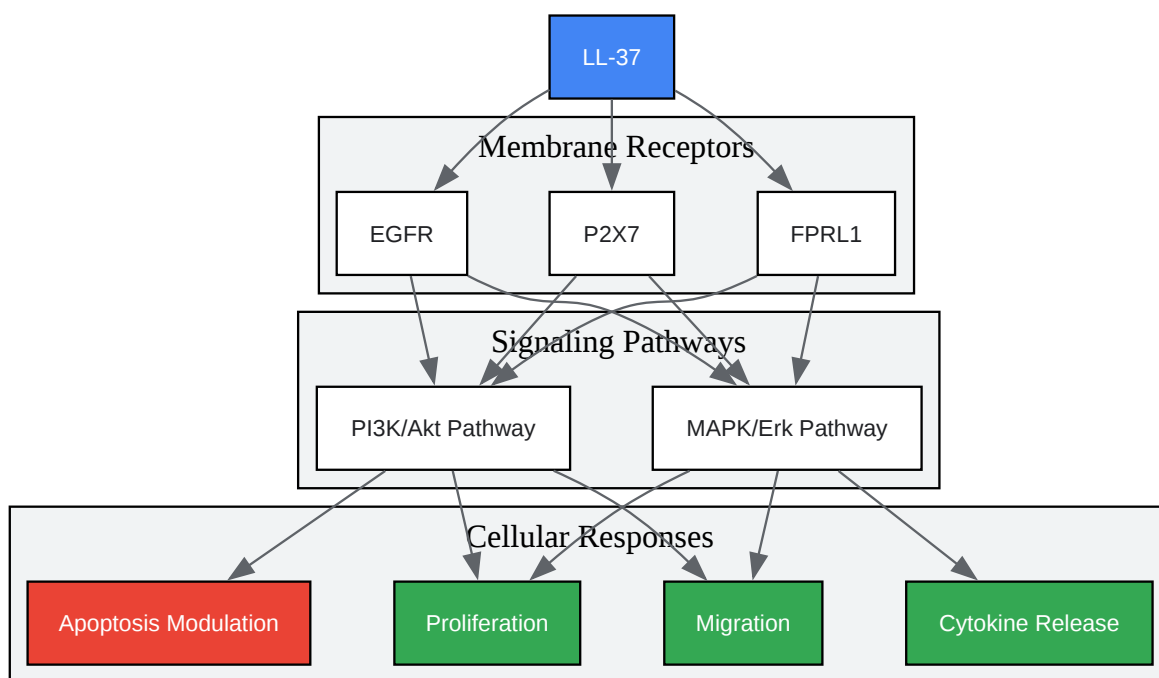 LL-37
Membrane Receptors
EGFR
P2X7
FPRL1
Signaling Pathways
PI3K/Akt Pathway
MAPK/Erk Pathway
Cellular Responses
Apoptosis Modulation
Proliferation
Migration
Cytokine Release